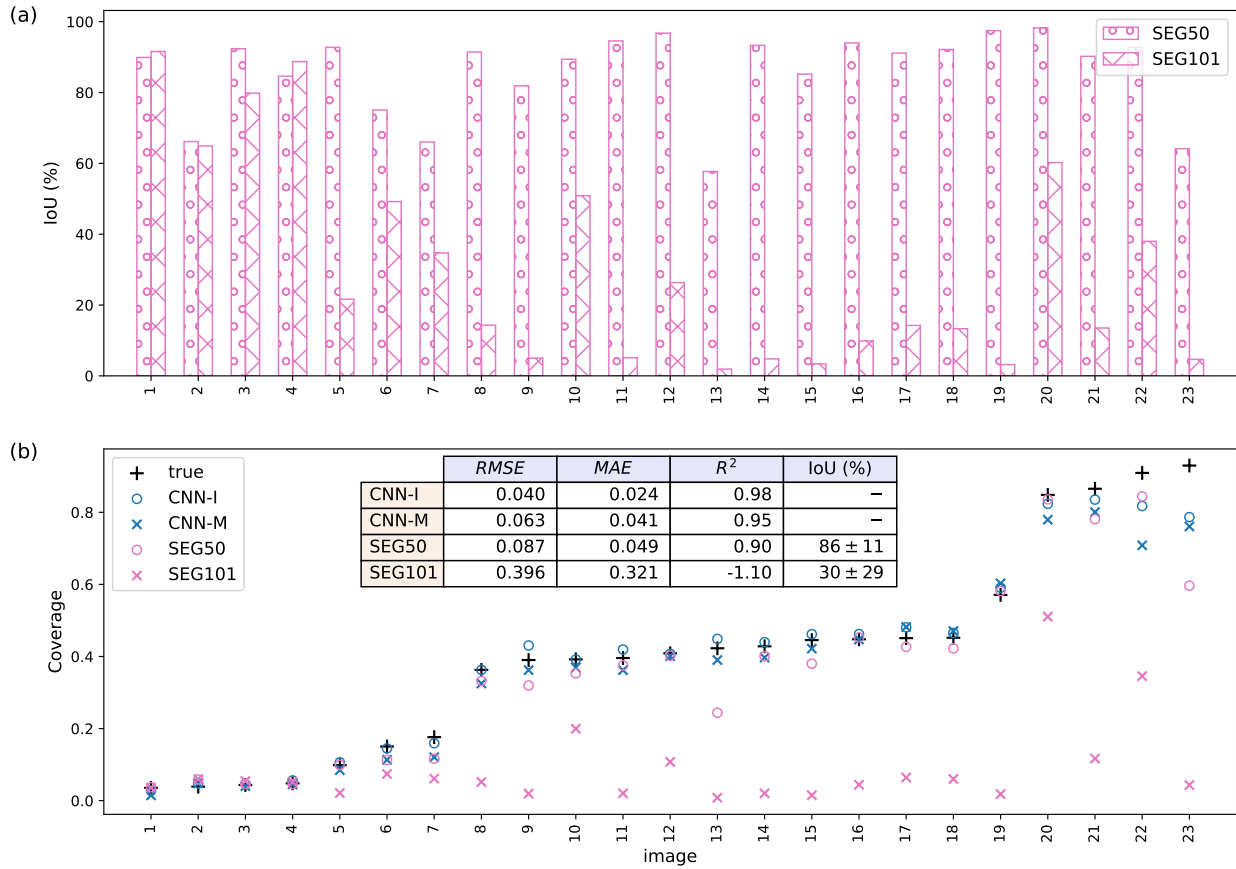 (a)
IoU (%)
100
80
60
40
20
0
SEG50
SEG101
1 2 3 4 5 6 7 8 9 10 11 12 13 14 15 16 17 18 19 20 21 22 23
(b)
Coverage
0.8
0.6
0.4
0.2
0.0
true
CNN-I
CNN-M
SEG50
SEG101
RMSE MAE R² IoU (%)
CNN-I 0.040 0.024 0.98 −
CNN-M 0.063 0.041 0.95 −
SEG50 0.087 0.049 0.90 86 ± 11
SEG101 0.396 0.321 -1.10 30 ± 29
1 2 3 4 5 6 7 8 9 10 11 12 13 14 15 16 17 18 19 20 21 22 23
image